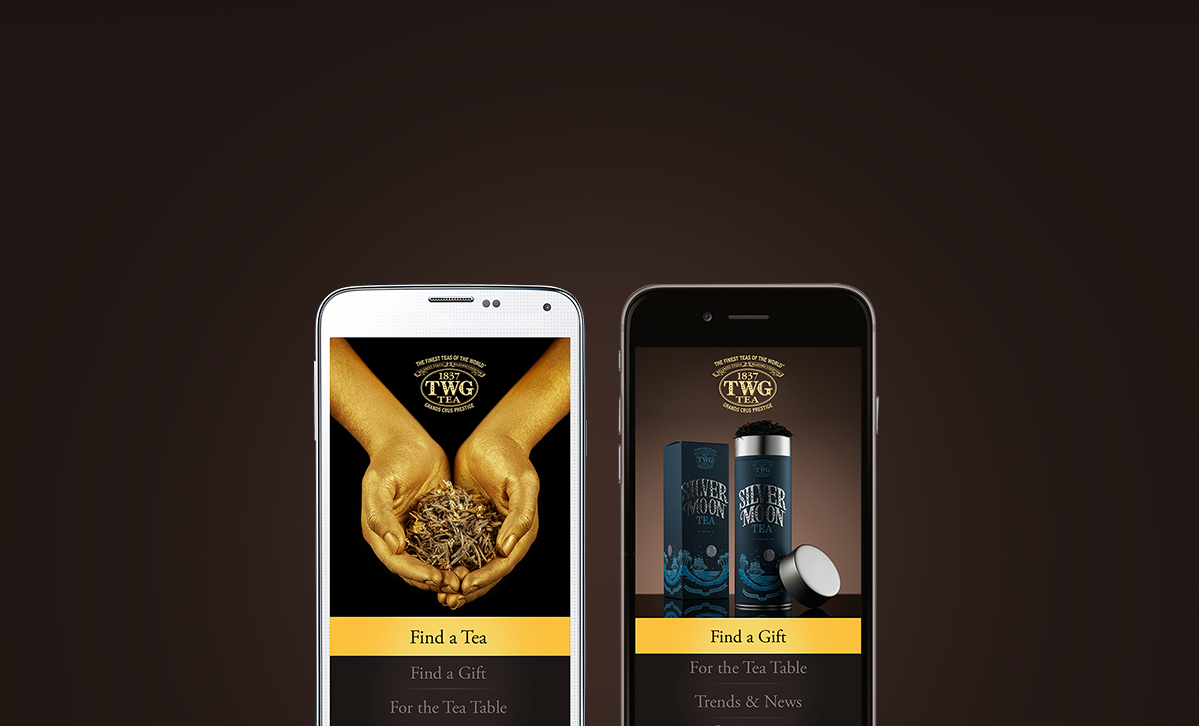 THE FINEST TEAS OF THE WORLD
1837
TWG
TEA
GRANDS CRUS PRESTIGE
Find a Tea
Find a Gift
For the Tea Table
THE FINEST TEAS OF THE WORLD
1837
TWG
TEA
GRANDS CRUS PRESTIGE
TWG
SILVER
MOON
TEA
TWG
SILVER
MOON
TEA
Find a Gift
For the Tea Table
Trends & News